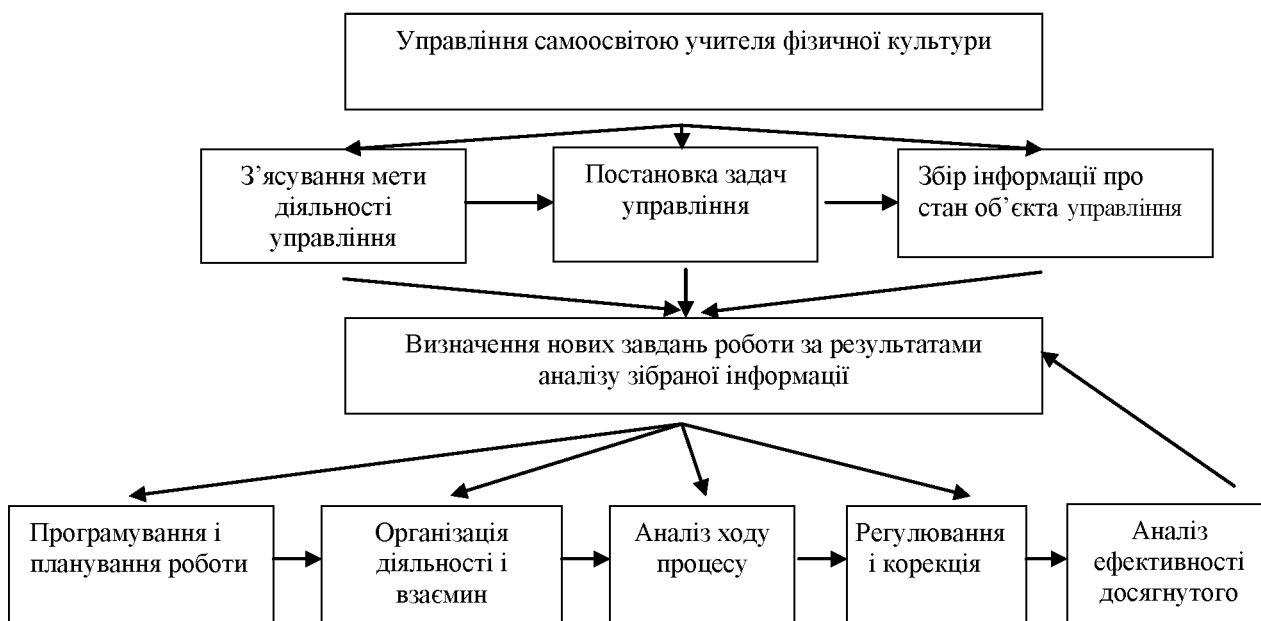 Управління самоосвітою учителя фізичної культури
З’ясування мети
діяльності
управління
Постановка задач
управління
Збір інформації про
стан об’єкта управління
Визначення нових завдань роботи за результатами
аналізу зібраної інформації
Програмування і
планування роботи
Організація
діяльності і
взаємин
Аналіз ходу
процесу
Регулювання
і корекція
Аналіз
ефективності
досягнутого